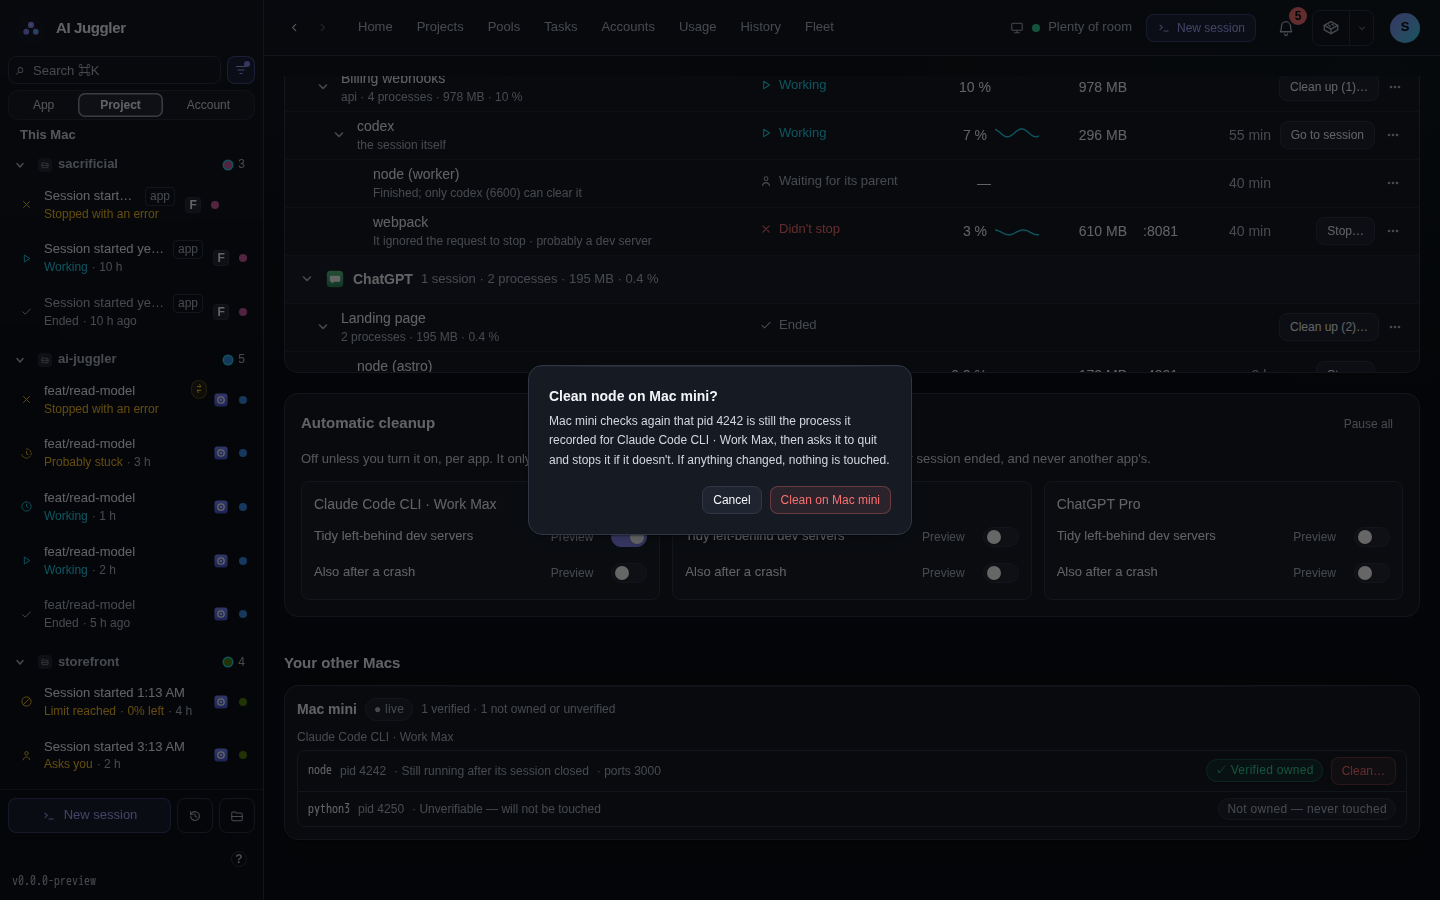 AI Juggler
Search ⌘K
App
Project
Account
This Mac
sacrificial
3
Session start…
app
Stopped with an error
F
Session started ye…
app
Working · 10 h
F
Session started ye…
app
Ended · 10 h ago
F
ai-juggler
5
feat/read-model
Stopped with an error
feat/read-model
Probably stuck · 3 h
feat/read-model
Working · 1 h
feat/read-model
Working · 2 h
feat/read-model
Ended · 5 h ago
storefront
4
Session started 1:13 AM
Limit reached · 0% left · 4 h
Session started 3:13 AM
Asks you · 2 h
New session
?
v0.0.0-preview
Home
Projects
Pools
Tasks
Accounts
Usage
History
Fleet
Plenty of room
New session
5
S
Billing webhooks
api · 4 processes · 978 MB · 10 %
Working
10 %
978 MB
Clean up (1)…
codex
the session itself
Working
7 %
296 MB
55 min
Go to session
node (worker)
Finished; only codex (6600) can clear it
Waiting for its parent
—
40 min
webpack
It ignored the request to stop · probably a dev server
Didn't stop
3 %
610 MB
:8081
40 min
Stop…
ChatGPT
1 session · 2 processes · 195 MB · 0.4 %
Landing page
2 processes · 195 MB · 0.4 %
Ended
Clean up (2)…
node (astro)
Clean node on Mac mini?
Mac mini checks again that pid 4242 is still the process it
recorded for Claude Code CLI · Work Max, then asks it to quit
and stops it if it doesn't. If anything changed, nothing is touched.
Cancel
Clean on Mac mini
Automatic cleanup
Pause all
Off unless you turn it on, per app. It only
session ended, and never another app's.
Claude Code CLI · Work Max
Tidy left-behind dev servers
Preview
Also after a crash
Preview
Tidy left-behind dev servers
Preview
Also after a crash
Preview
ChatGPT Pro
Tidy left-behind dev servers
Preview
Also after a crash
Preview
Your other Macs
Mac mini
live
1 verified · 1 not owned or unverified
Claude Code CLI · Work Max
node pid 4242 · Still running after its session closed · ports 3000
✓ Verified owned
Clean…
python3 pid 4250 · Unverifiable — will not be touched
Not owned — never touched